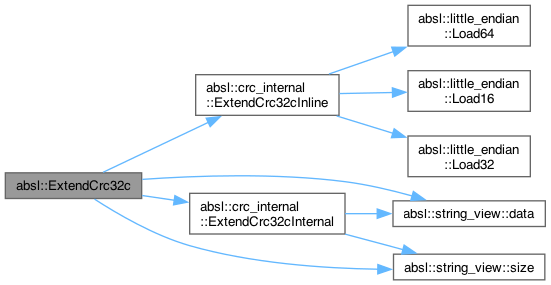 absl::ExtendCrc32c
absl::crc_internal
::ExtendCrc32cInline
absl::little_endian
::Load64
absl::little_endian
::Load16
absl::little_endian
::Load32
absl::crc_internal
::ExtendCrc32cInternal
absl::string_view::data
absl::string_view::size